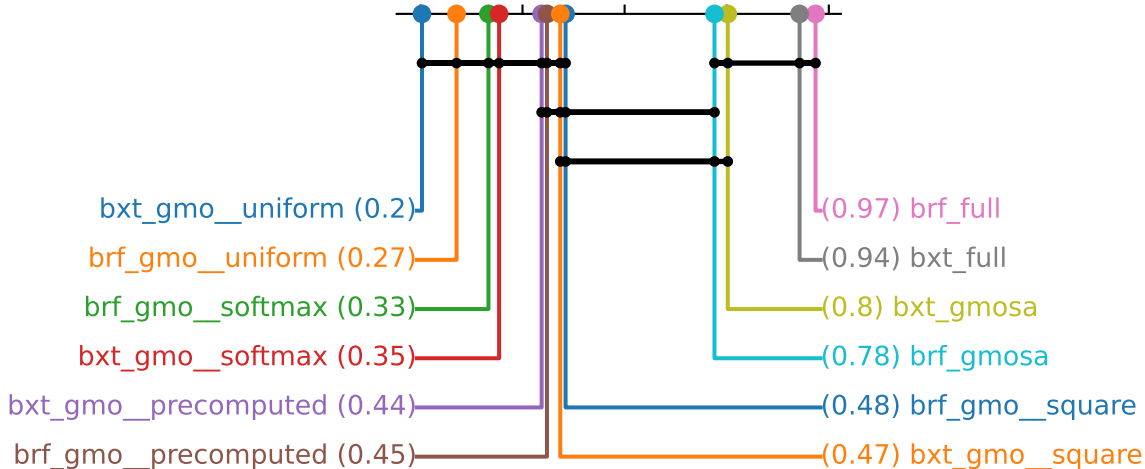 bxt_gmo__uniform (0.2)
(0.97) brf_full
brf_gmo__uniform (0.27)
(0.94) bxt_full
brf_gmo__softmax (0.33)
(0.8) bxt_gmosa
bxt_gmo__softmax (0.35)
(0.78) brf_gmosa
bxt_gmo__precomputed (0.44)
(0.48) brf_gmo__square
brf_gmo__precomputed (0.45)
(0.47) bxt_gmo__square